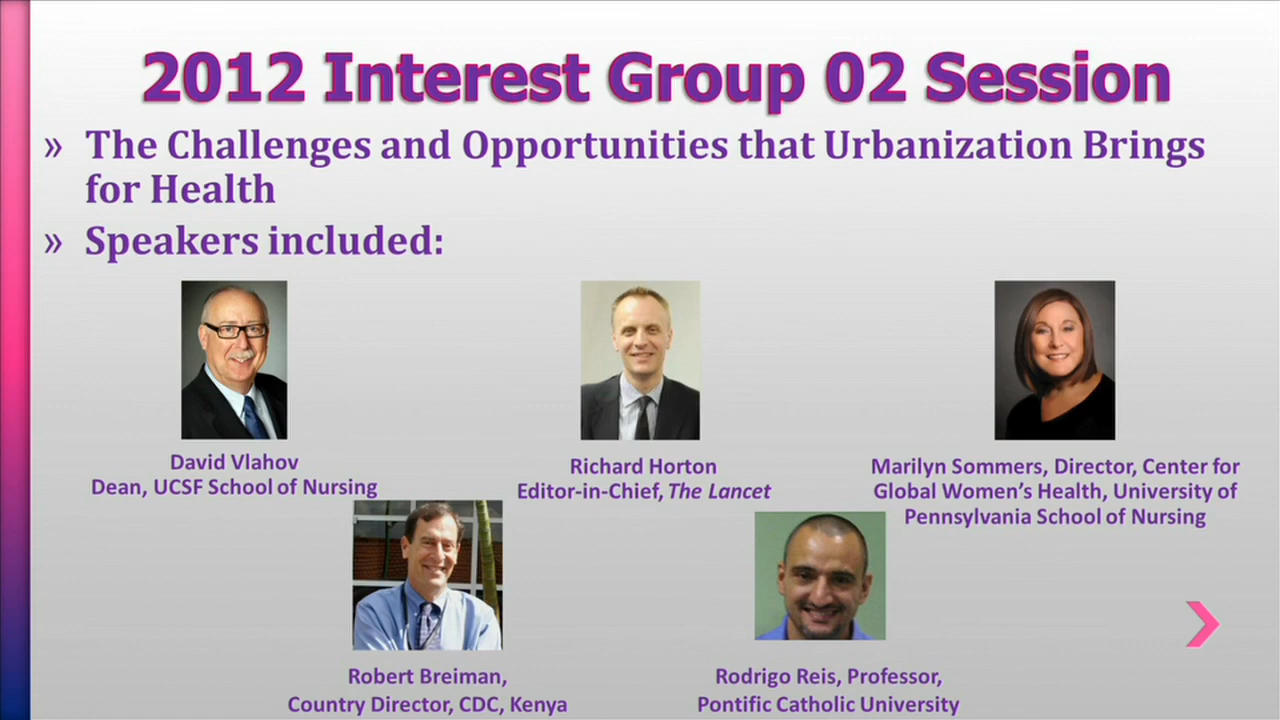 2012 Interest Group 02 Session
» The Challenges and Opportunities that Urbanization Brings
for Health
» Speakers included:
David Vlahov
Dean, UCSF School of Nursing
Richard Horton
Editor-in-Chief, The Lancet
Marilyn Sommers, Director, Center for
Global Women's Health, University of
Pennsylvania School of Nursing
Robert Breiman,
Country Director, CDC, Kenya
Rodrigo Reis, Professor,
Pontific Catholic University